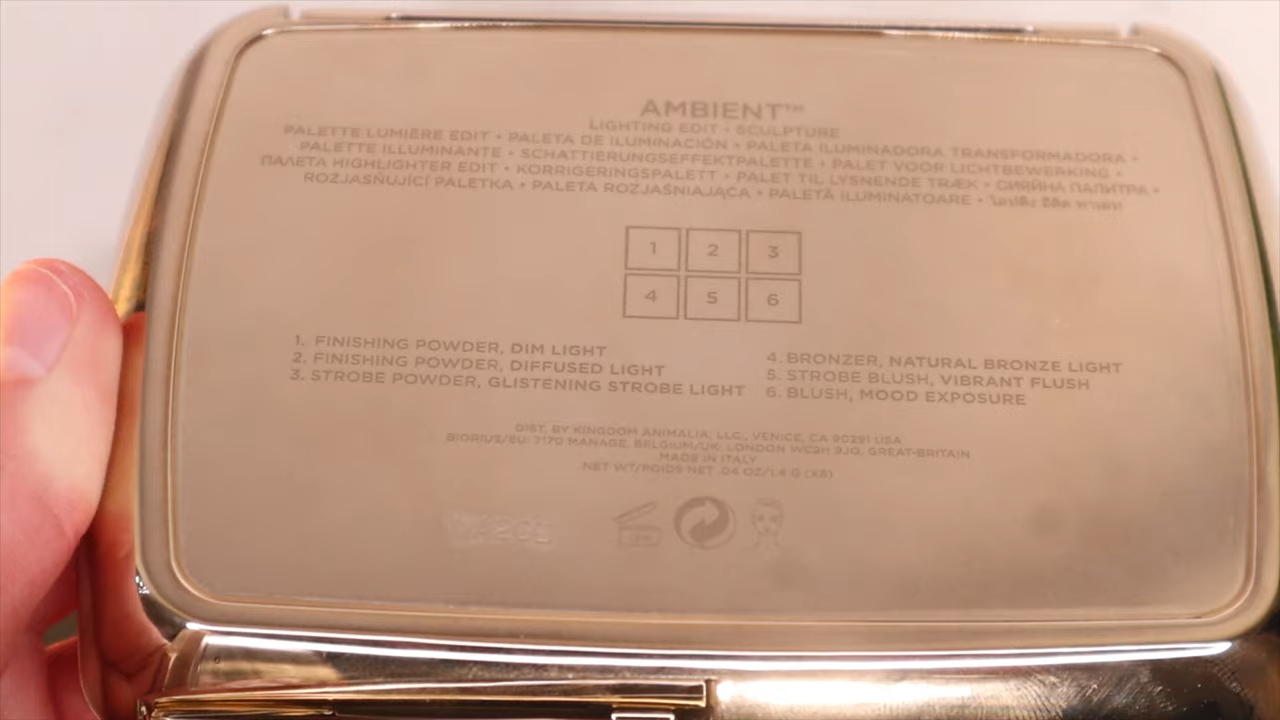 AMBIENT™
LIGHTING EDIT • SCULPTURE
PALETTE LUMIÈRE EDIT • PALETA DE ILUMINACIÓN • PALETA ILUMINADORA TRANSFORMADORA •
PALETTE ILLUMINANTE • SCHATTIERUNGSEFFEKTPALETTE • PALET VOOR LICHTBEWERKING •
ΠΑΛΕΤΑ HIGHLIGHTER EDIT • KORRIGERINGSPALETT • PALET TIL LYSNENDE TRÆK • СИЯЙНА ПАЛИТРА •
ROZJASŇUJÍCÍ PALETKA • PALETA ROZJAŚNIAJĄCA • PALETĂ ILUMINATOARE •
1 2 3
4 5 6
1. FINISHING POWDER, DIM LIGHT
2. FINISHING POWDER, DIFFUSED LIGHT
3. STROBE POWDER, GLISTENING STROBE LIGHT
4. BRONZER, NATURAL BRONZE LIGHT
5. STROBE BLUSH, VIBRANT FLUSH
6. BLUSH, MOOD EXPOSURE
DIST. BY KINGDOM ANIMALIA, LLC., VENICE, CA 90291 USA
BIORIUS/EU: 7170 MANAGE, BELGIUM/UK: LONDON WC2H 9JQ, GREAT-BRITAIN
MADE IN ITALY
NET WT/POIDS NET .04 OZ/1.4 G (X6)